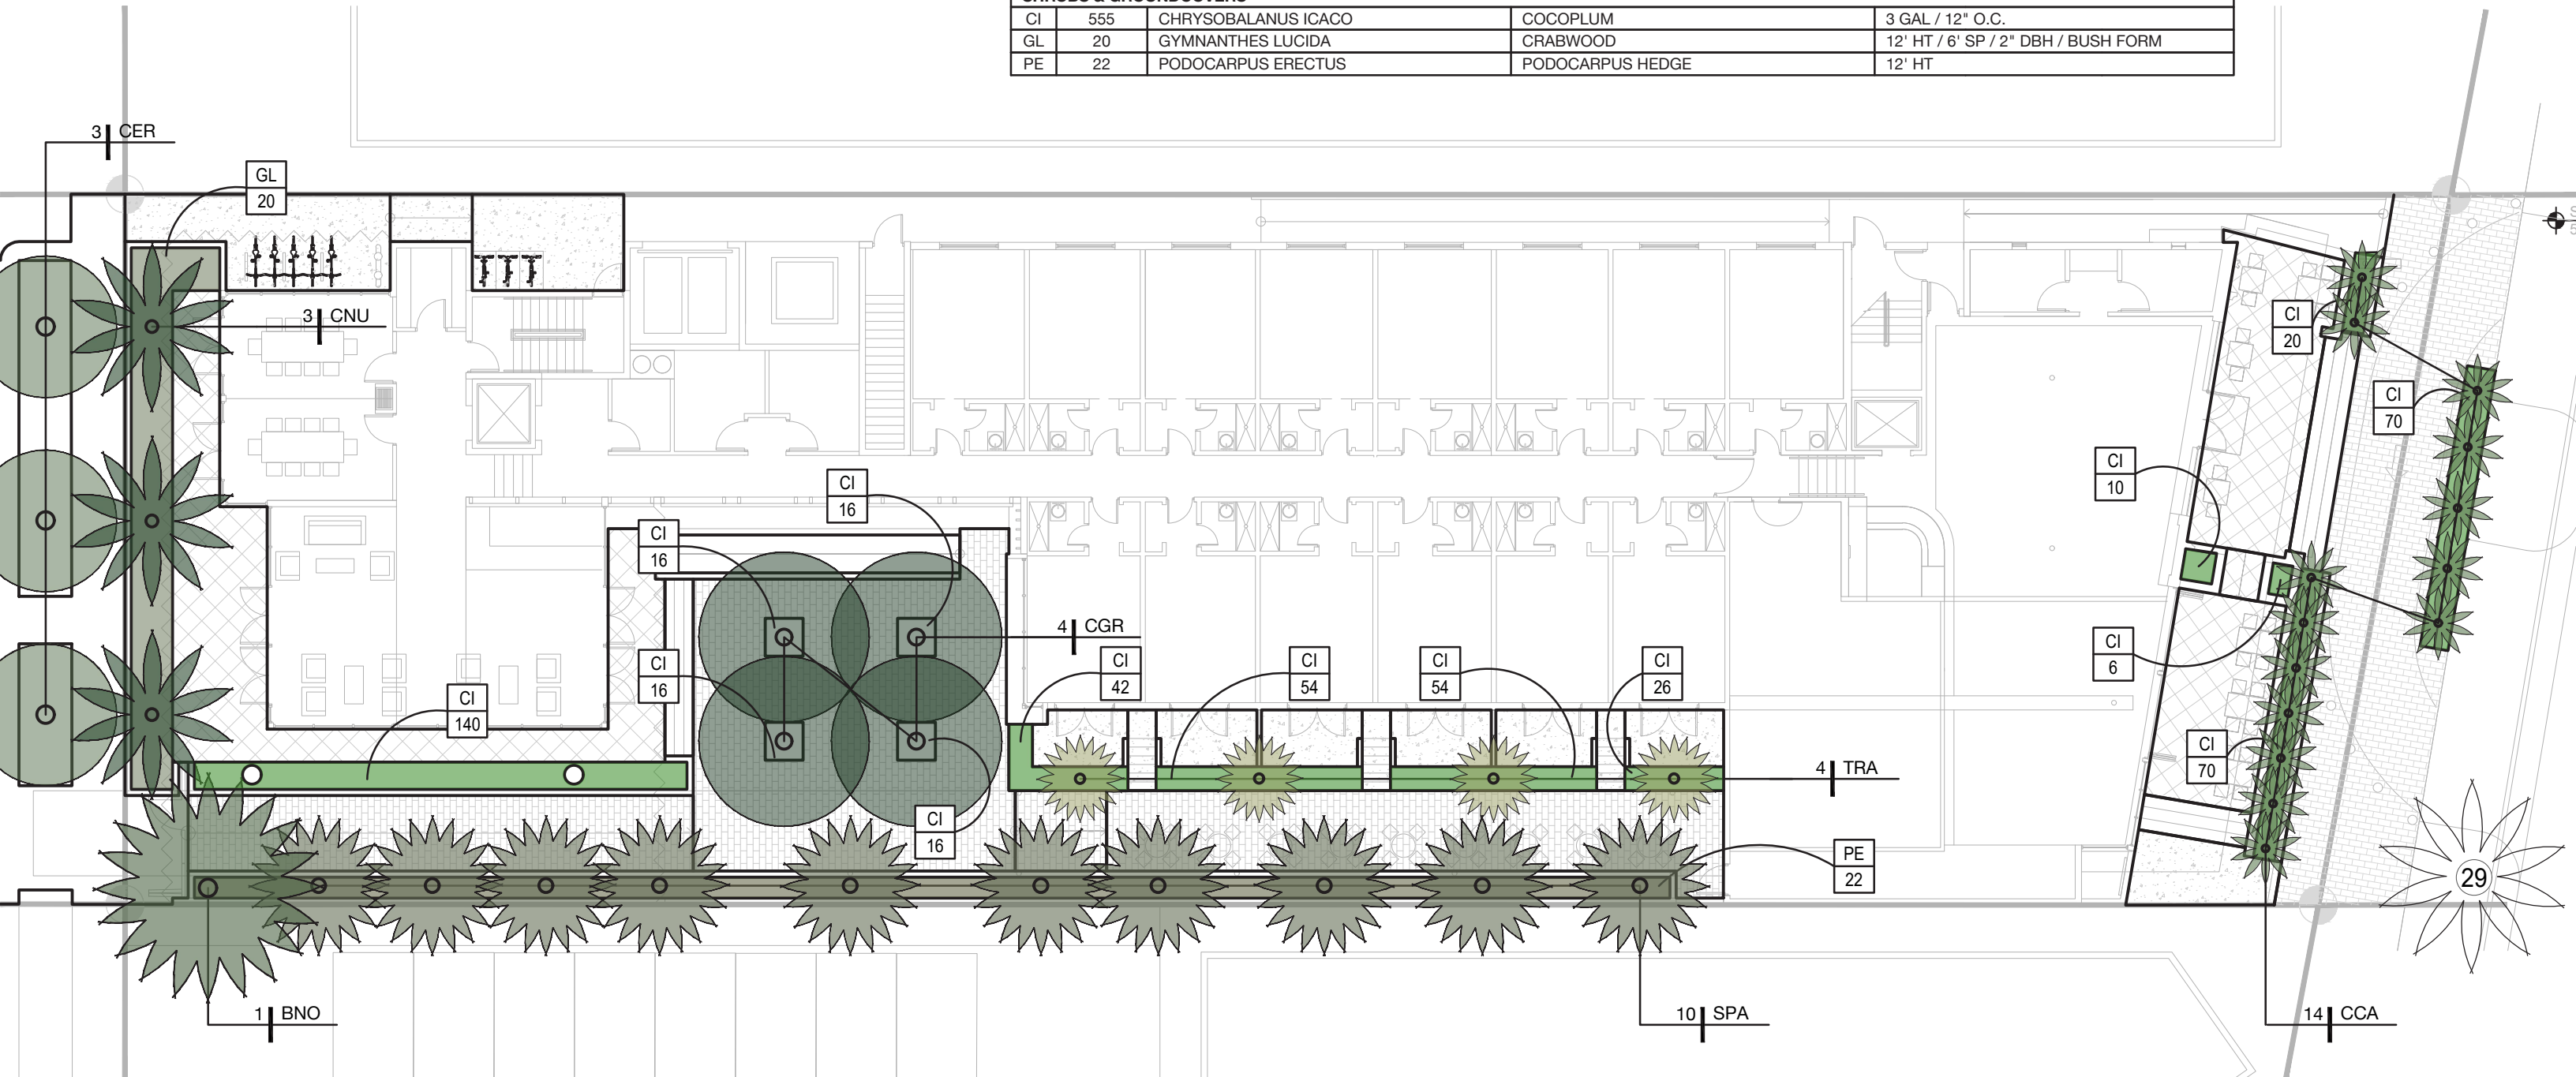 SHRUBS & GROUNDCOVERS
CI 555 CHRYSOBALANUS ICACO COCOPLUM 3 GAL / 12" O.C.
GL 20 GYMNANTHES LUCIDA CRABWOOD 12' HT / 6' SP / 2" DBH / BUSH FORM
PE 22 PODOCARPUS ERECTUS PODOCARPUS HEDGE 12' HT
3 CER
GL
20
3 CNU
CI
20
CI
70
CI
10
CI
16
CI
16
4 CGR
CI
6
CI
16
CI
42
CI
54
CI
54
CI
26
CI
140
CI
70
4 TRA
CI
16
PE
22
29
1 BNO
10 SPA
14 CCA